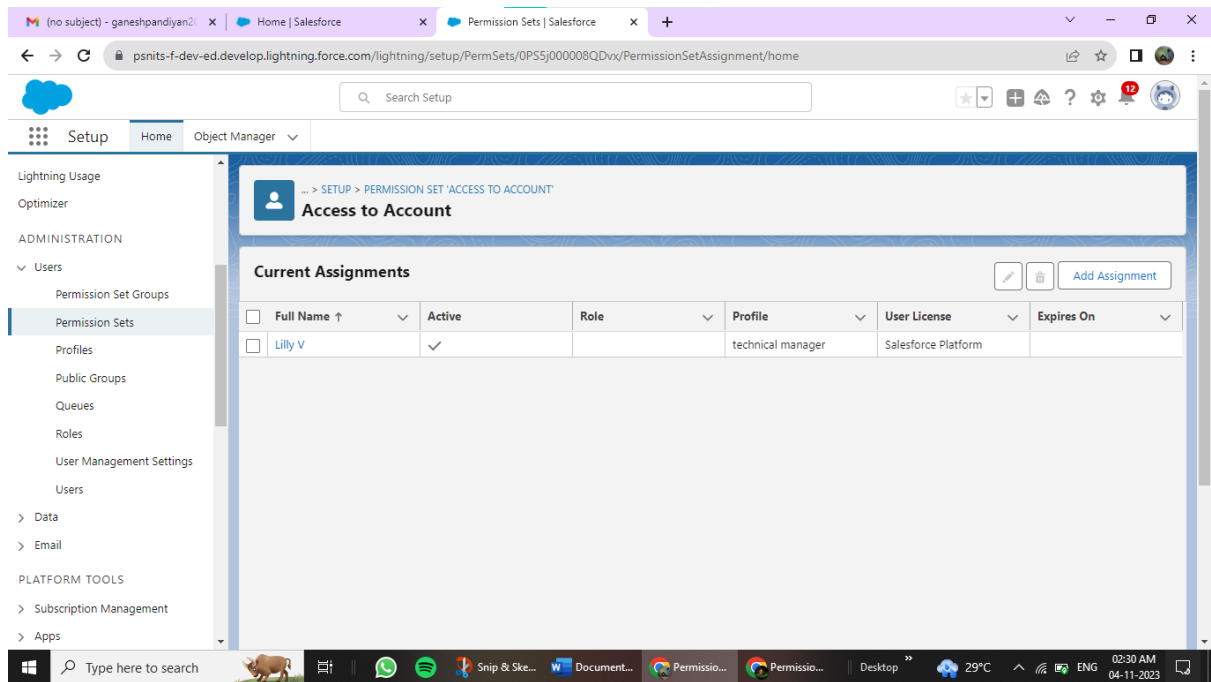 (no subject) - ganeshpandiyan20
Home | Salesforce
Permission Sets | Salesforce
psnits-f-dev-ed.develop.lightning.force.com/lightning/setup/PermSets/0PS5j000008QDvx/PermissionSetAssignment/home
Search Setup
12
Setup Home Object Manager
Lightning Usage
Optimizer
ADMINISTRATION
Users
Permission Set Groups
Permission Sets
Profiles
Public Groups
Queues
Roles
User Management Settings
Users
Data
Email
PLATFORM TOOLS
Subscription Management
Apps
... > SETUP > PERMISSION SET 'ACCESS TO ACCOUNT'
Access to Account
Current Assignments
Add Assignment
Full Name Active Role Profile User License Expires On
Lilly V technical manager Salesforce Platform
Type here to search
Snip & Ske...
Document...
Permissio...
Permissio...
Desktop
29°C
ENG
02:30 AM
04-11-2023